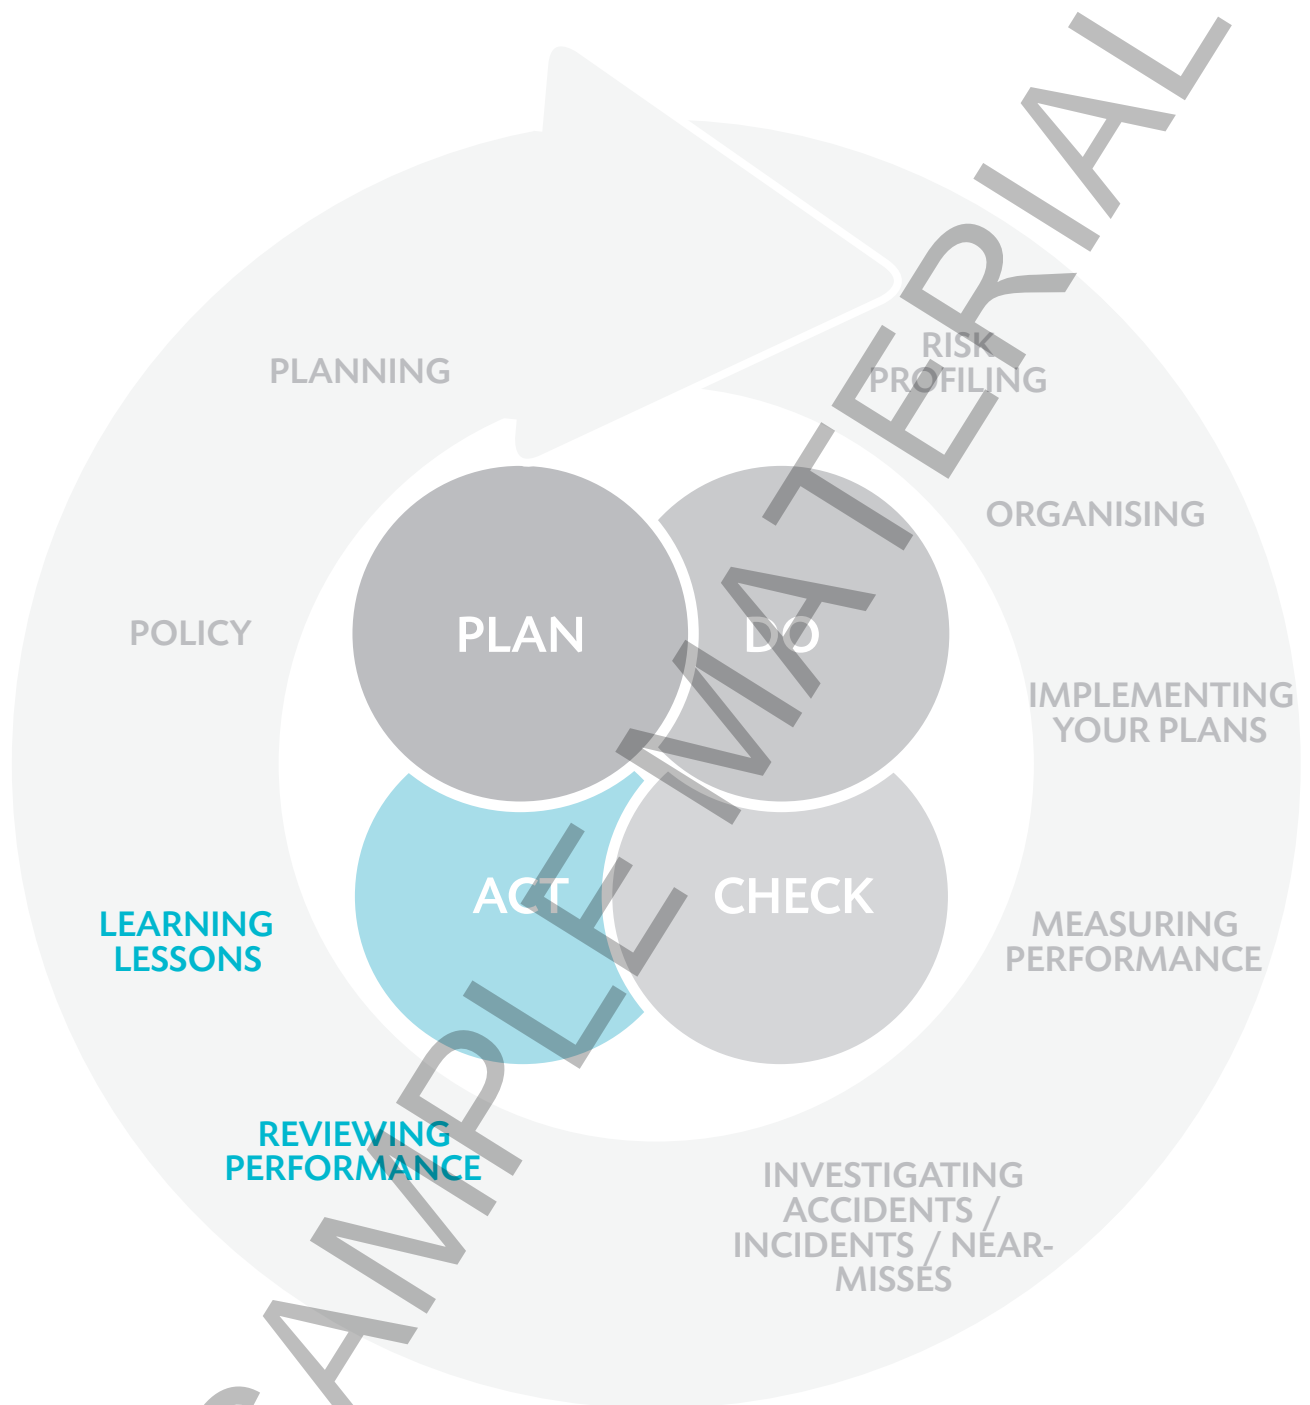 PLANNING
RISK
PROFILING
ORGANISING
POLICY
PLAN
DO
IMPLEMENTING
YOUR PLANS
ACT
CHECK
LEARNING
LESSONS
MEASURING
PERFORMANCE
REVIEWING
PERFORMANCE
INVESTIGATING
ACCIDENTS /
INCIDENTS / NEAR-
MISSES
SAMPLE MATERIAL